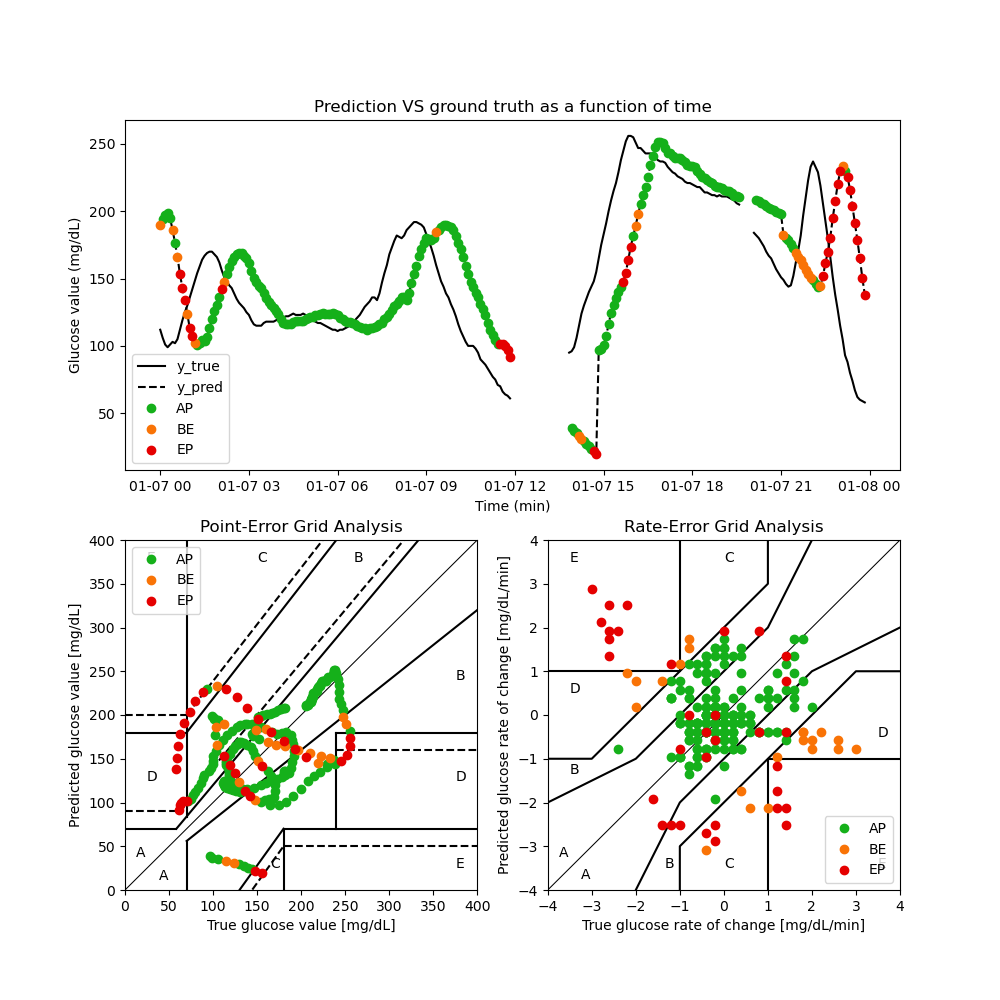 Prediction VS ground truth as a function of time
Glucose value (mg/dL)
250
200
150
100
50
y_true
y_pred
AP
BE
EP
01-07 00
01-07 03
01-07 06
01-07 09
01-07 12
01-07 15
01-07 18
01-07 21
01-08 00
Time (min)
Point-Error Grid Analysis
Predicted glucose value [mg/dL]
400
350
300
250
200
150
100
50
0
AP
BE
EP
C
B
B
D
D
A
A
C
E
0
50
100
150
200
250
300
350
400
True glucose value [mg/dL]
Rate-Error Grid Analysis
Predicted glucose rate of change [mg/dL/min]
4
3
2
1
0
−1
−2
−3
−4
E
C
D
D
B
A
A
B
C
AP
BE
EP
−4
−3
−2
−1
0
1
2
3
4
True glucose rate of change [mg/dL/min]